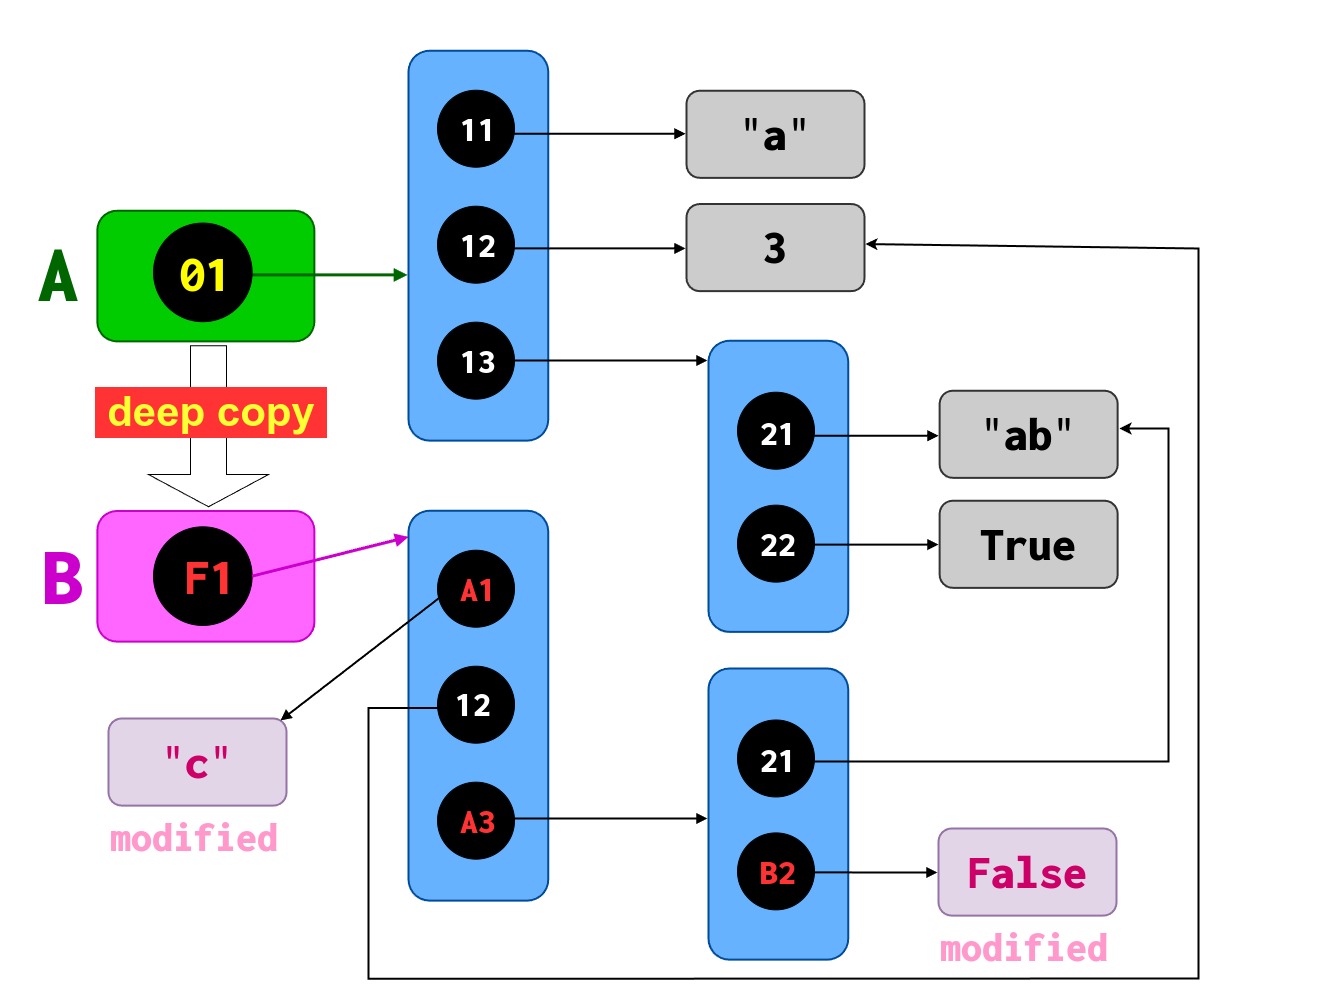 11
"a"
12
3
A
01
13
deep copy
21
"ab"
22
True
B
F1
A1
12
"c"
modified
A3
21
B2
False
modified